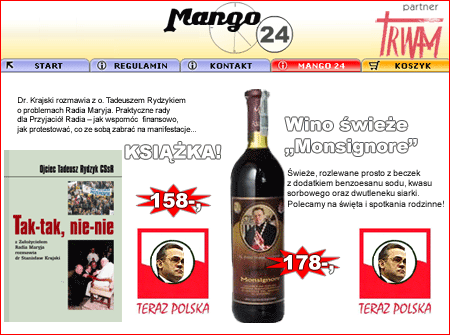 Mango
24
partner
TRWAM
START
REGULAMIN
KONTAKT
MANGO 24
KOSZYK
Dr. Krajski rozmawia z o. Tadeuszem Rydzykiem
o problemach Radia Maryja. Praktyczne rady
dla Przyjaciół Radia – jak wspomóc finansowo,
jak protestować, co ze sobą zabrać na manifestacje...
KSIĄŻKA!
Ojciec Tadeusz Rydzyk CSsR
Tak-tak, nie-nie
z Założycielem
Radia Maryja
rozmawia
dr Stanisław Krajski
158-,
TERAZ POLSKA
Wino świeże
„Monsignore”
Świeże, rozlewane prosto z beczek
z dodatkiem benzoesanu sodu, kwasu
sorbowego oraz dwutleneku siarki.
Polecamy na święta i spotkania rodzinne!
Monsignore
178-,
TERAZ POLSKA